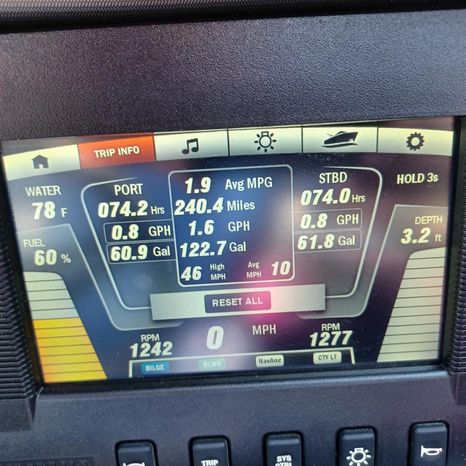 TRIP INFO
WATER
78 F
PORT
074.2 Hrs
0.8 GPH
60.9 Gal
1.9 Avg MPG
240.4 Miles
1.6 GPH
122.7 Gal
46 High MPH
Avg MPH 10
STBD
074.0 Hrs
0.8 GPH
61.8 Gal
HOLD 3s
FUEL
60 %
DEPTH
3.2 ft
RESET ALL
RPM
1242
0 MPH
RPM
1277
BILGE
BLWR
NavAnc
CTY LT
TRIP
SYS
CTRL